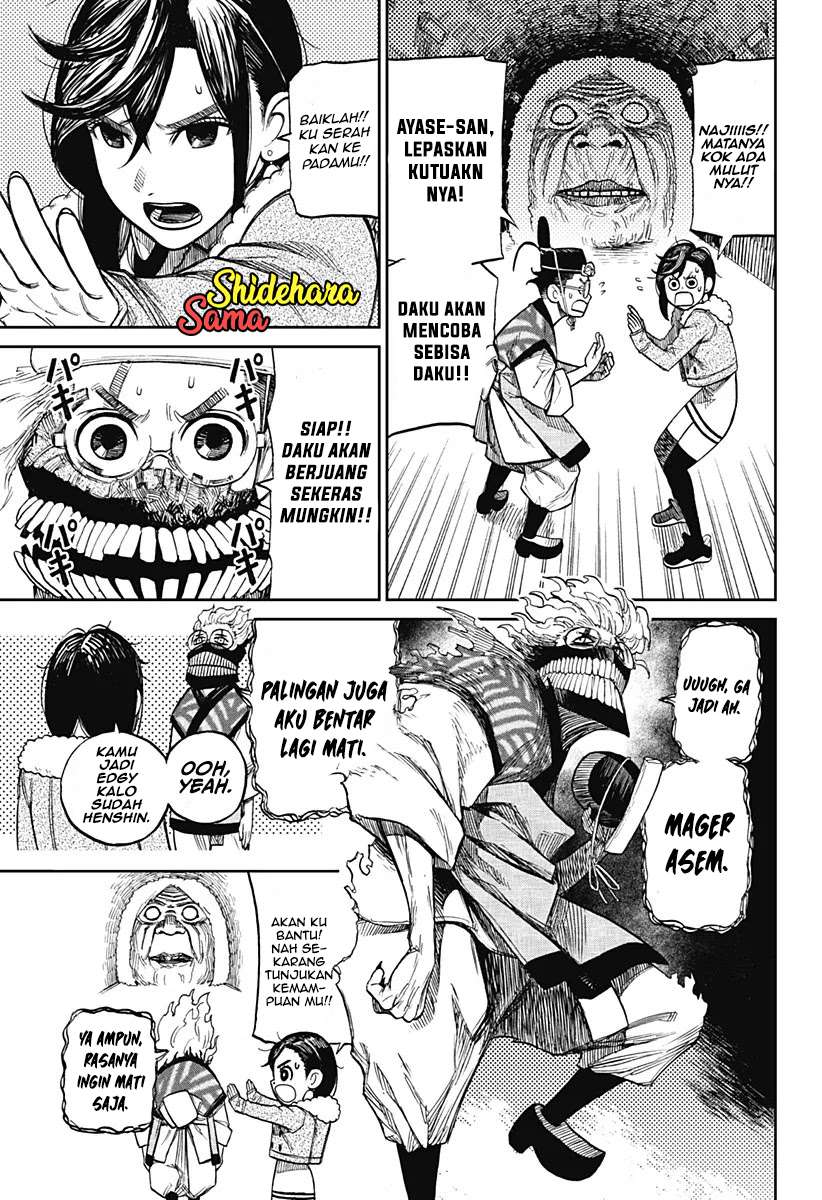 NAJIIIIS!!
MATANYA
KOK ADA
MULUT
NYA!!
AYASE-SAN,
LEPASKAN
KUTUAKN
NYA!
DAKU AKAN
MENCOBA
SEBISA
DAKU!!
BAIKLAH!!
KU SERAH
KAN KE
PADAMU!!
Shidehara
Sama
SIAP!!
DAKU AKAN
BERJUANG
SEKERAS
MUNGKIN!!
パキ
パキ
パキ
パキ
UUUGH, GA
JADI AH.
MAGER
ASEM.
PALINGAN JUGA
AKU BENTAR
LAGI MATI.
OOH,
YEAH.
KAMU
JADI
EDGY
KALO
SUDAH
HENSHIN.
AKAN KU
BANTU!
NAH SE-
KARANG
TUNJUKAN
KEMAM-
PUAN MU!!
YA AMPUN,
RASANYA
INGIN MATI
SAJA.